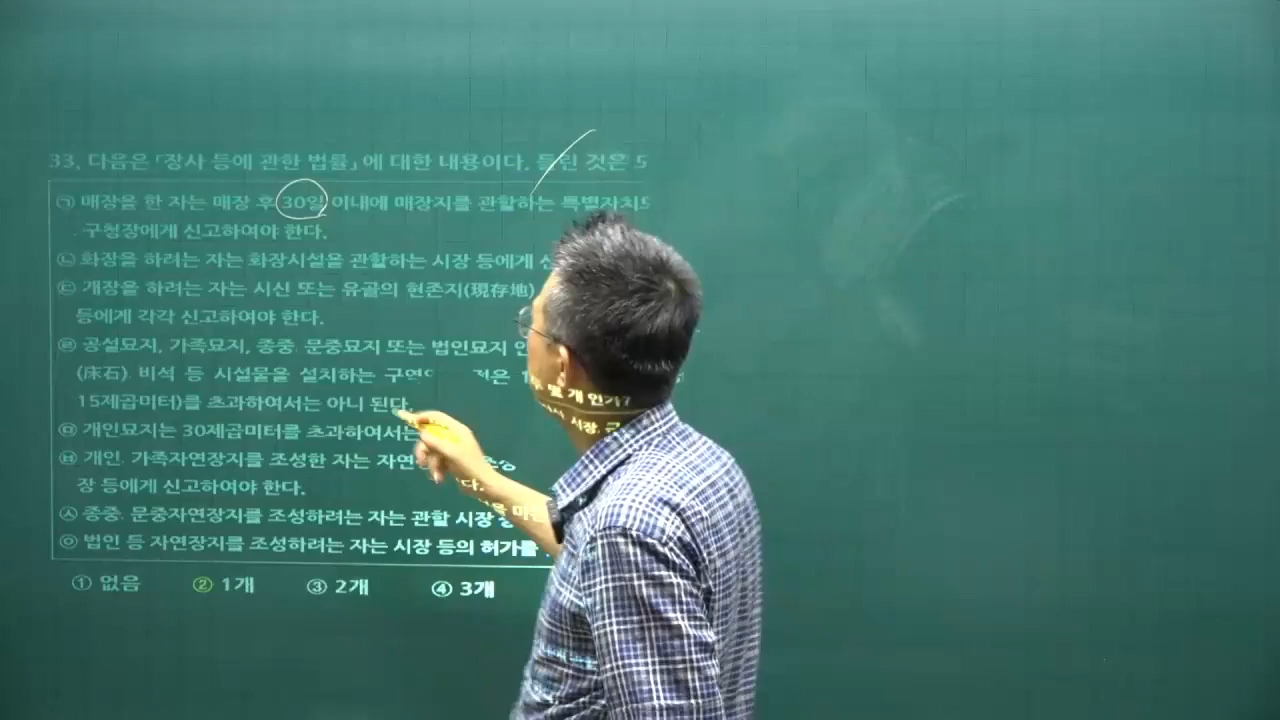 33, 다음은「장사 등에 관한 법률」에 대한 내용이다. 틀린 것은
㉠ 매장을 한 자는 매장 후 30일 이내에 매장지를 관할하는 특별자치
구청장에게 신고하여야 한다.
㉡ 화장을 하려는 자는 화장시설을 관할하는 시장 등에게
㉢ 개장을 하려는 자는 시신 또는 유골의 현존지(現存地)
등에게 각각 신고하여야 한다.
㉣ 공설묘지, 가족묘지, 종중. 문중묘지 또는 법인묘지
(床石). 비석 등 시설물을 설치하는
15제곱미터)를 초과하여서는 아니 된다.
㉤ 개인묘지는 30제곱미터를 초과하여서는
㉥ 개인. 가족자연장지를 조성한 자는
장 등에게 신고하여야 한다.
㉦ 종중. 문중자연장지를 조성하려는 자는 관할 시장
㉧ 법인 등 자연장지를 조성하려는 자는 시장 등의 허가를
① 없음 ② 1개 ③ 2개 ④ 3개